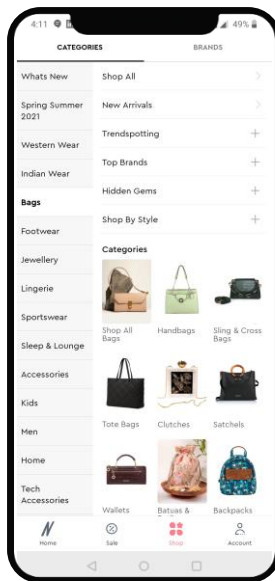 4:11
49%
CATEGORIES
BRANDS
Whats New
Spring Summer
2021
Western Wear
Indian Wear
Bags
Footwear
Jewellery
Lingerie
Sportswear
Sleep & Lounge
Accessories
Kids
Men
Home
Tech
Accessories
Shop All
New Arrivals
Trendspotting
Top Brands
Hidden Gems
Shop By Style
Categories
Shop All
Bags
Handbags
Sling & Cross
Bags
Tote Bags
Clutches
Satchels
Wallets
Batuas &
Backpacks
Home
Sale
Shop
Account